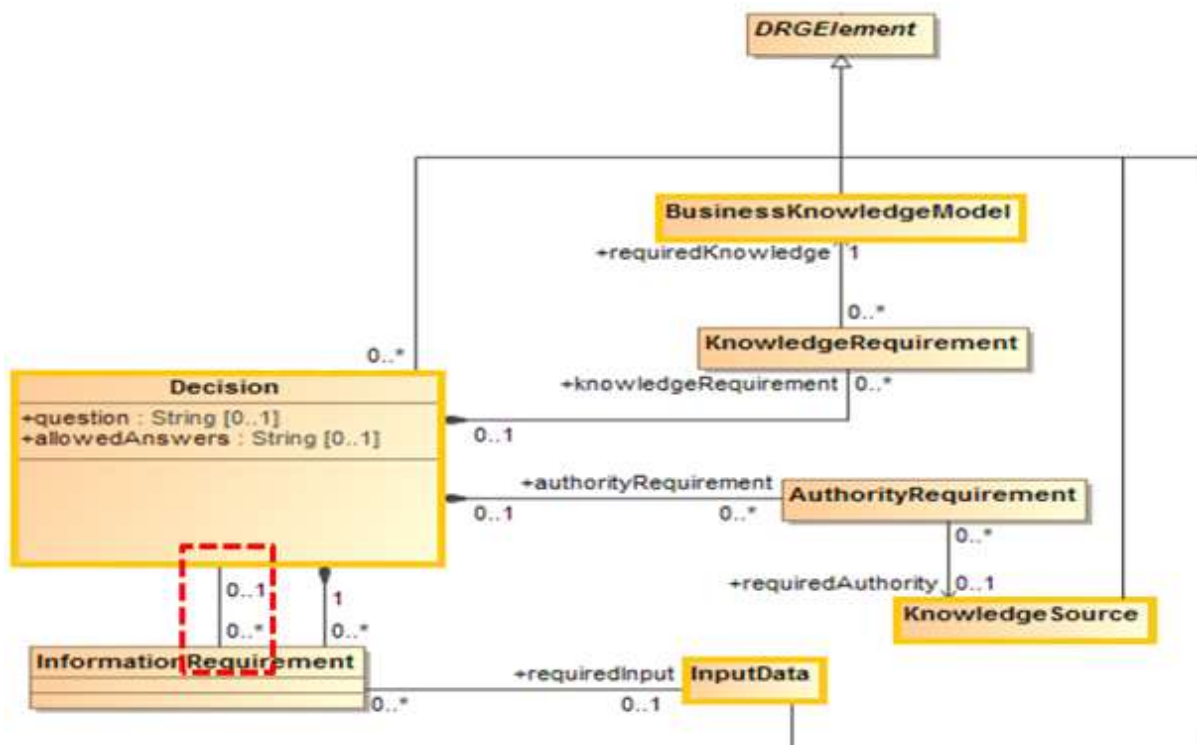 DRGElement
BusinessKnowledgeModel
+requiredKnowledge 1
0..*
KnowledgeRequirement
0..*
+knowledgeRequirement 0..*
Decision
+question : String [0..1]
+allowedAnswers : String [0..1]
0..1
+authorityRequirement
0..1
0..*
AuthorityRequirement
0..*
+requiredAuthority 0..1
KnowledgeSource
0..1
1
0..*
0..*
InformationRequirement
+requiredInput
0..*
0..1
InputData